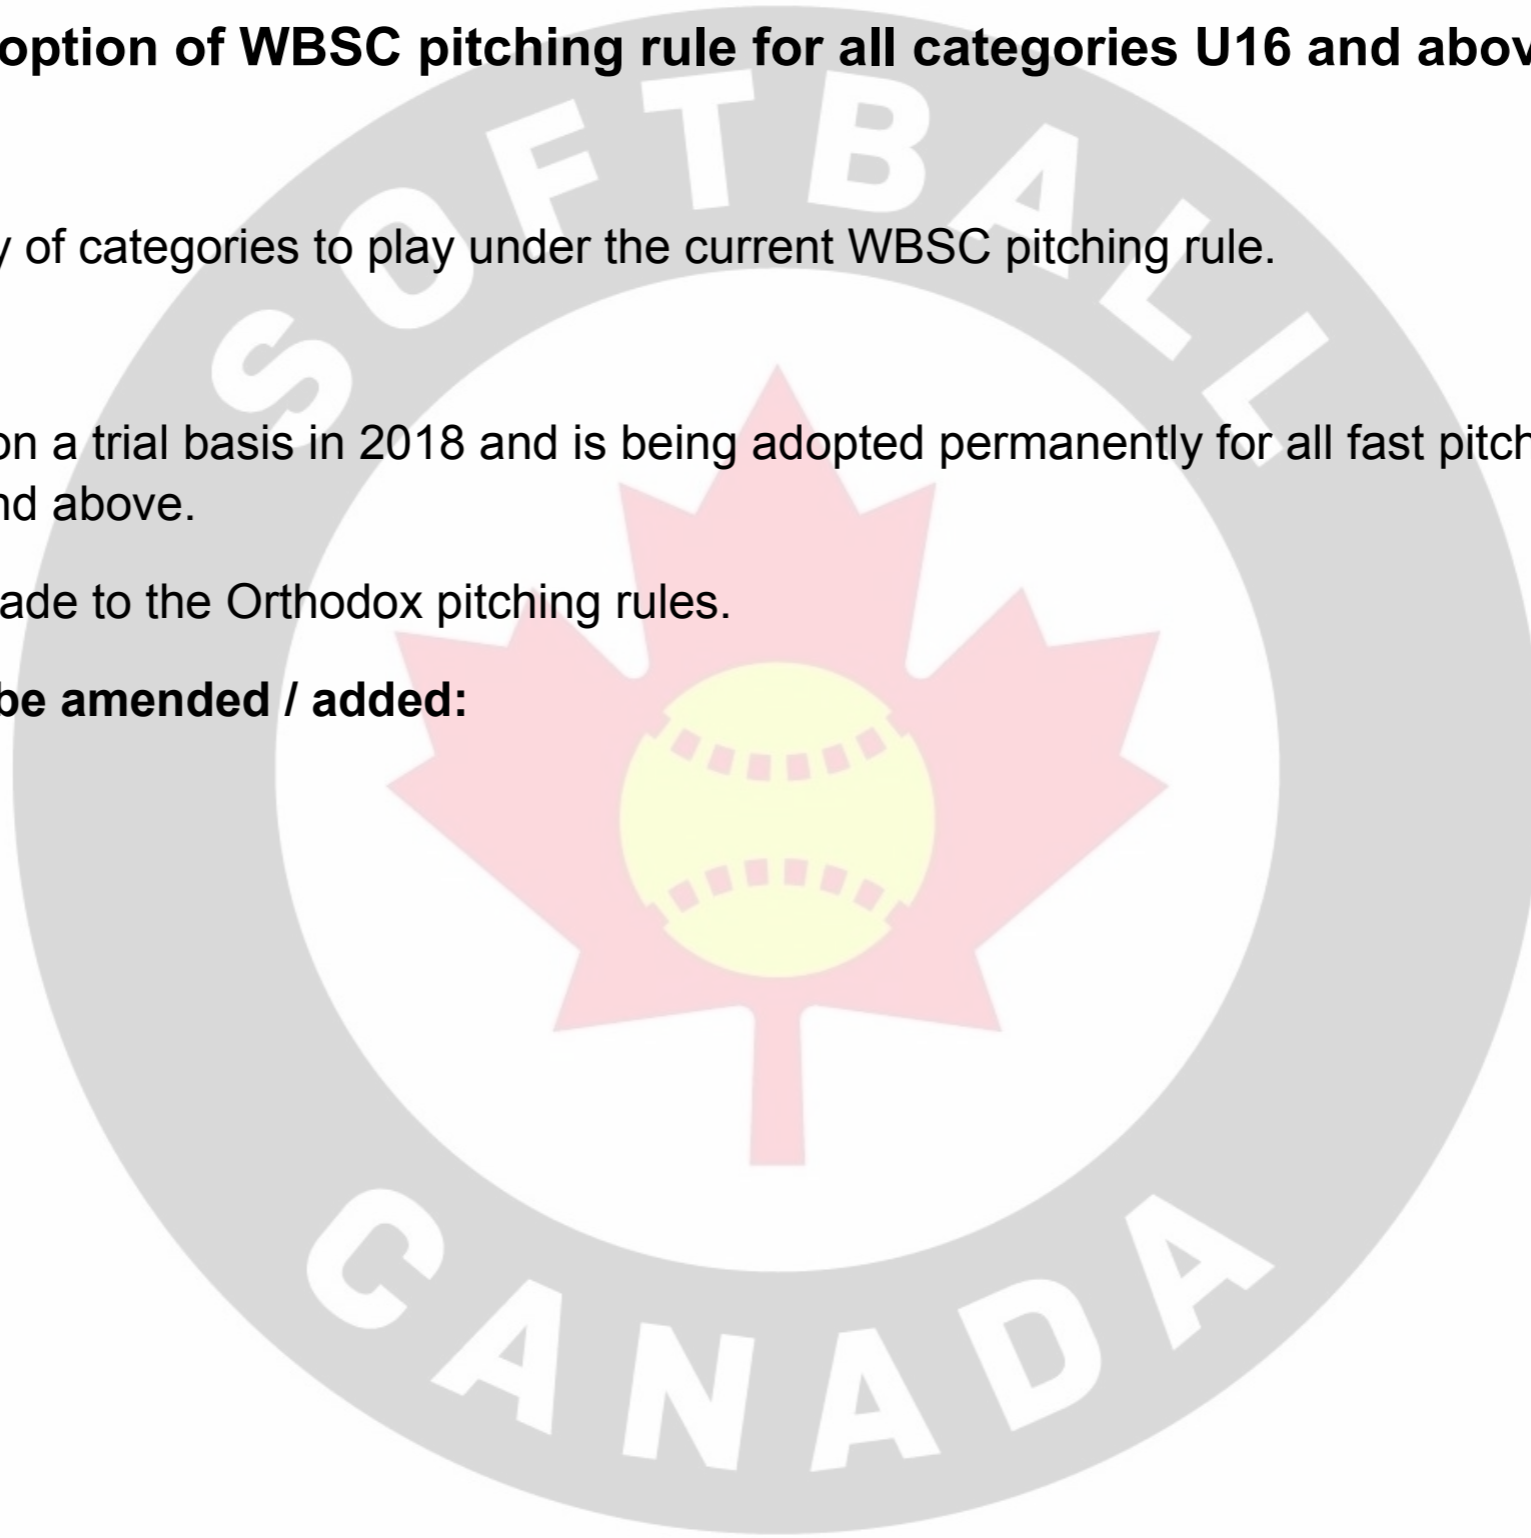 option of WBSC pitching rule for all categories U16 and abov
y of categories to play under the current WBSC pitching rule.
on a trial basis in 2018 and is being adopted permanently for all fast pitch
nd above.
ade to the Orthodox pitching rules.
be amended / added:
SOFTBALL
CANADA